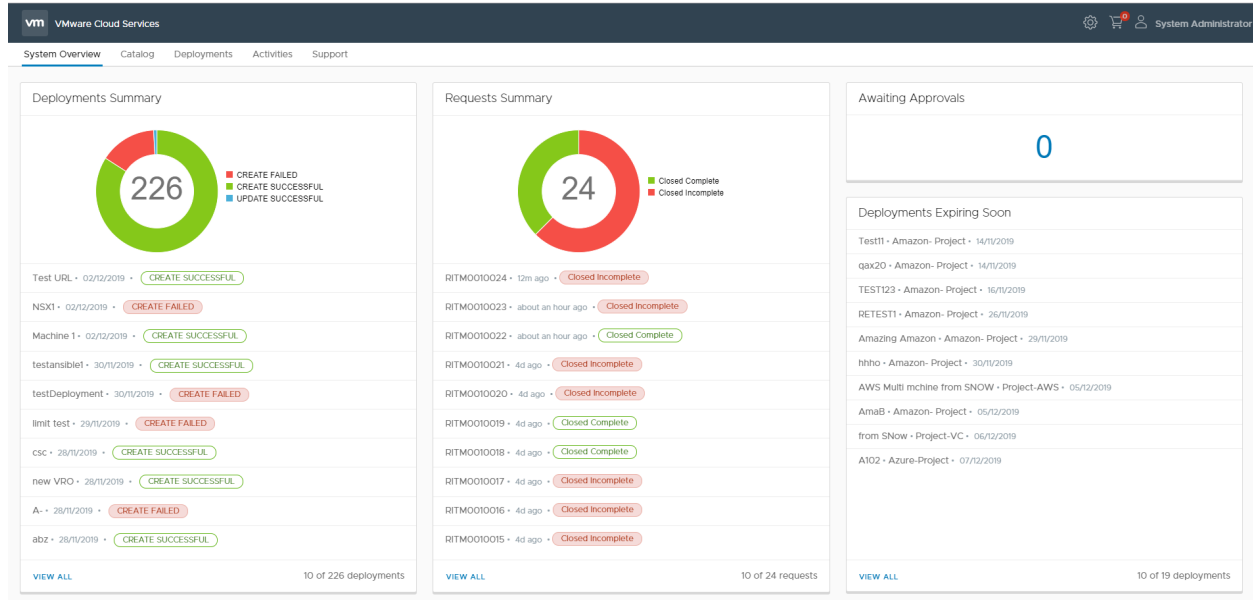 vm VMware Cloud Services
0 System Administrator
System Overview Catalog Deployments Activities Support
Deployments Summary
226
CREATE FAILED
CREATE SUCCESSFUL
UPDATE SUCCESSFUL
Test URL • 02/12/2019 • CREATE SUCCESSFUL
NSX1 • 02/12/2019 • CREATE FAILED
Machine 1 • 02/12/2019 • CREATE SUCCESSFUL
testansible1 • 30/11/2019 • CREATE SUCCESSFUL
testDeployment • 30/11/2019 • CREATE FAILED
limit test • 29/11/2019 • CREATE FAILED
csc • 28/11/2019 • CREATE SUCCESSFUL
new VRO • 28/11/2019 • CREATE SUCCESSFUL
A- • 28/11/2019 • CREATE FAILED
abz • 28/11/2019 • CREATE SUCCESSFUL
VIEW ALL 10 of 226 deployments
Requests Summary
24
Closed Complete
Closed Incomplete
RITM0010024 • 12m ago • Closed Incomplete
RITM0010023 • about an hour ago • Closed Incomplete
RITM0010022 • about an hour ago • Closed Complete
RITM0010021 • 4d ago • Closed Incomplete
RITM0010020 • 4d ago • Closed Incomplete
RITM0010019 • 4d ago • Closed Complete
RITM0010018 • 4d ago • Closed Complete
RITM0010017 • 4d ago • Closed Incomplete
RITM0010016 • 4d ago • Closed Incomplete
RITM0010015 • 4d ago • Closed Incomplete
VIEW ALL 10 of 24 requests
Awaiting Approvals
0
Deployments Expiring Soon
Test11 • Amazon- Project • 14/11/2019
qax20 • Amazon- Project • 14/11/2019
TEST123 • Amazon- Project • 16/11/2019
RETEST1 • Amazon- Project • 26/11/2019
Amazing Amazon • Amazon- Project • 29/11/2019
hhho • Amazon- Project • 30/11/2019
AWS Multi mchine from SNOW • Project-AWS • 05/12/2019
AmaB • Amazon- Project • 05/12/2019
from SNow • Project-VC • 06/12/2019
A102 • Azure-Project • 07/12/2019
VIEW ALL 10 of 19 deployments